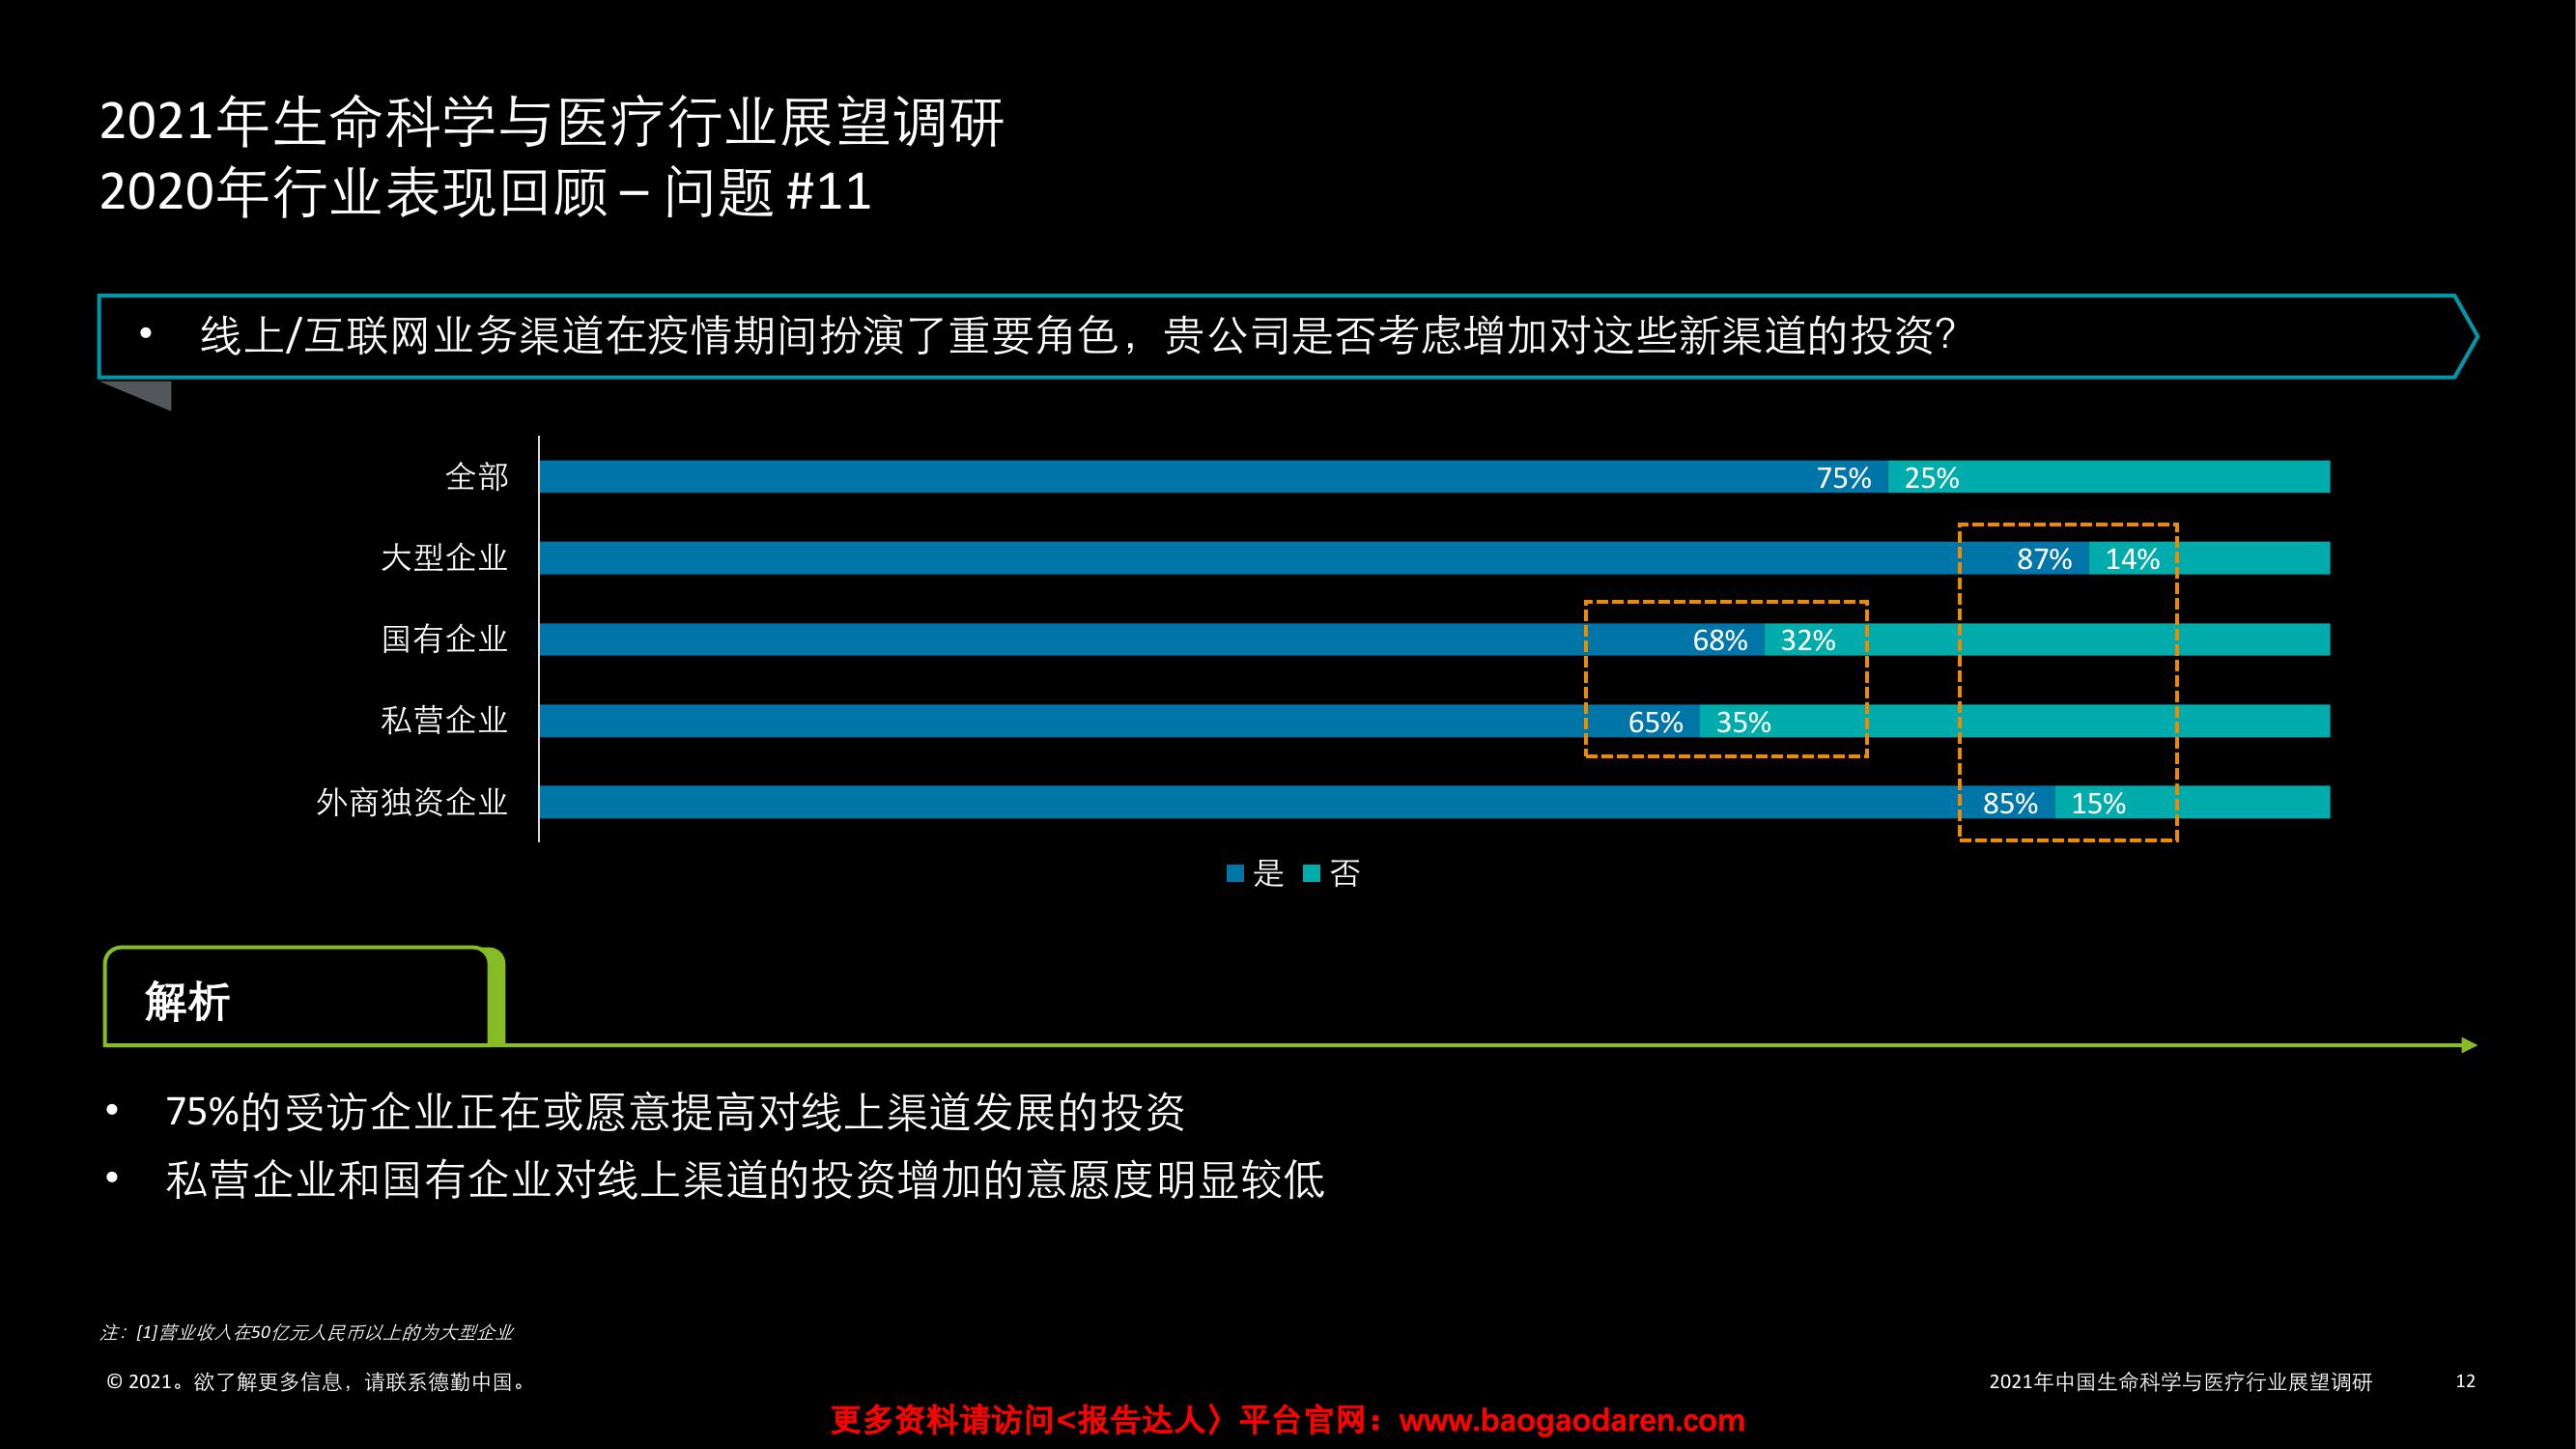 2021年生命科学与医疗行业展望调研
2020年行业表现回顾 – 问题 #11
• 线上/互联网业务渠道在疫情期间扮演了重要角色，贵公司是否考虑增加对这些新渠道的投资？
全部 75% 25%
大型企业 87% 14%
国有企业 68% 32%
私营企业 65% 35%
外商独资企业 85% 15%
是 否
解析
• 75%的受访企业正在或愿意提高对线上渠道发展的投资
• 私营企业和国有企业对线上渠道的投资增加的意愿度明显较低
注：[1]营业收入在50亿元人民币以上的为大型企业
© 2021。欲了解更多信息，请联系德勤中国。
2021年中国生命科学与医疗行业展望调研 12
更多资料请访问<报告达人〉平台官网：www.baogaodaren.com